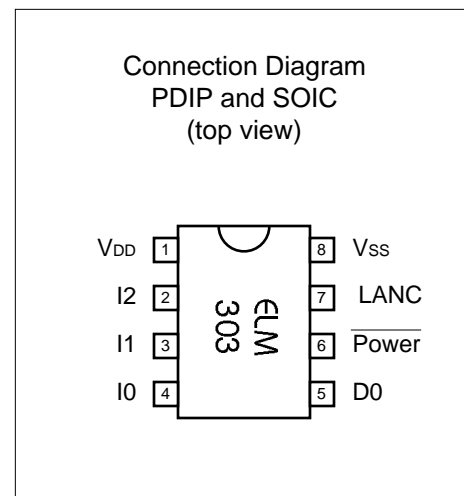 Connection Diagram
PDIP and SOIC
(top view)
VDD 1 8 VSS
I2 2 7 LANC
I1 3 6 Power
I0 4 5 D0
ELM
303